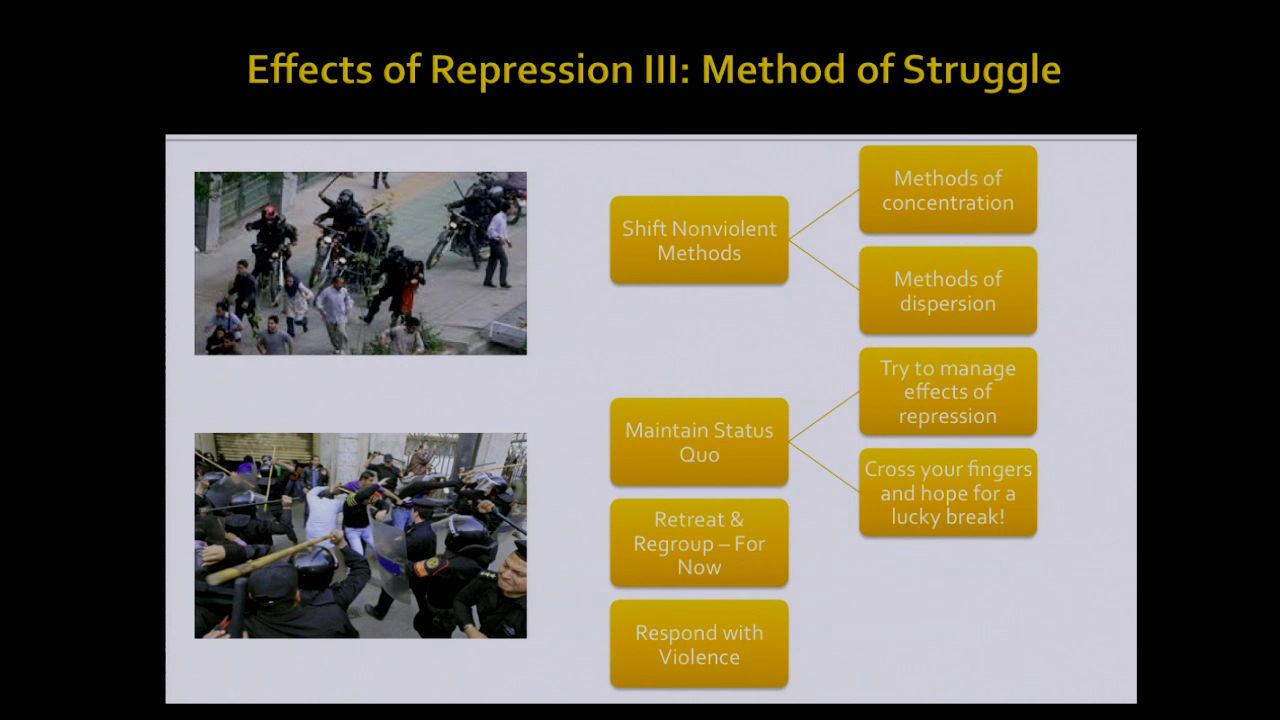 Effects of Repression III: Method of Struggle
Shift Nonviolent
Methods
Methods of
concentration
Methods of
dispersion
Maintain Status
Quo
Try to manage
effects of
repression
Cross your fingers
and hope for a
lucky break!
Retreat &
Regroup – For
Now
Respond with
Violence